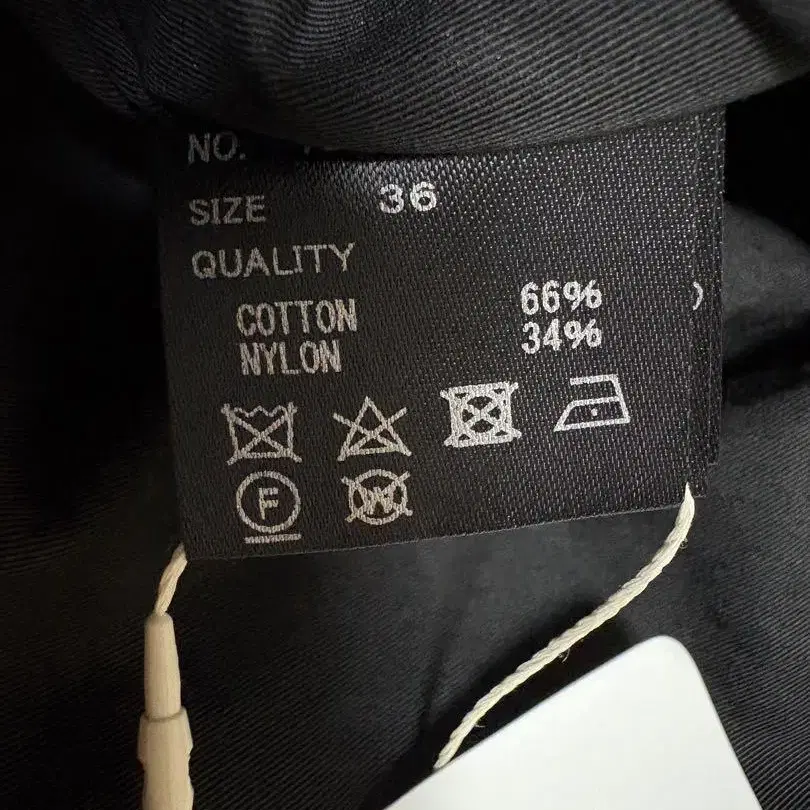 NO.
SIZE 36
QUALITY
COTTON 66%
NYLON 34%
F W